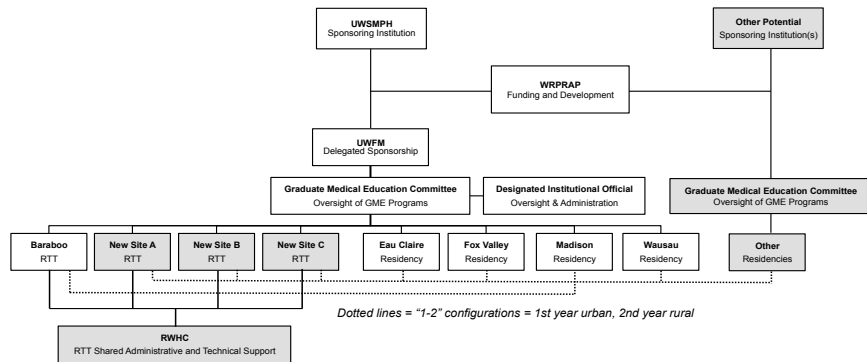 UWSMPH
Sponsoring Institution
Other Potential
Sponsoring Institution(s)
WRPRAP
Funding and Development
UWFM
Delegated Sponsorship
Graduate Medical Education Committee
Oversight of GME Programs
Designated Institutional Official
Oversight & Administration
Graduate Medical Education Committee
Oversight of GME Programs
Baraboo
RTT
New Site A
RTT
New Site B
RTT
New Site C
RTT
Eau Claire
Residency
Fox Valley
Residency
Madison
Residency
Wausau
Residency
Other
Residencies
Dotted lines = “1-2” configurations = 1st year urban, 2nd year rural
RWHC
RTT Shared Administrative and Technical Support